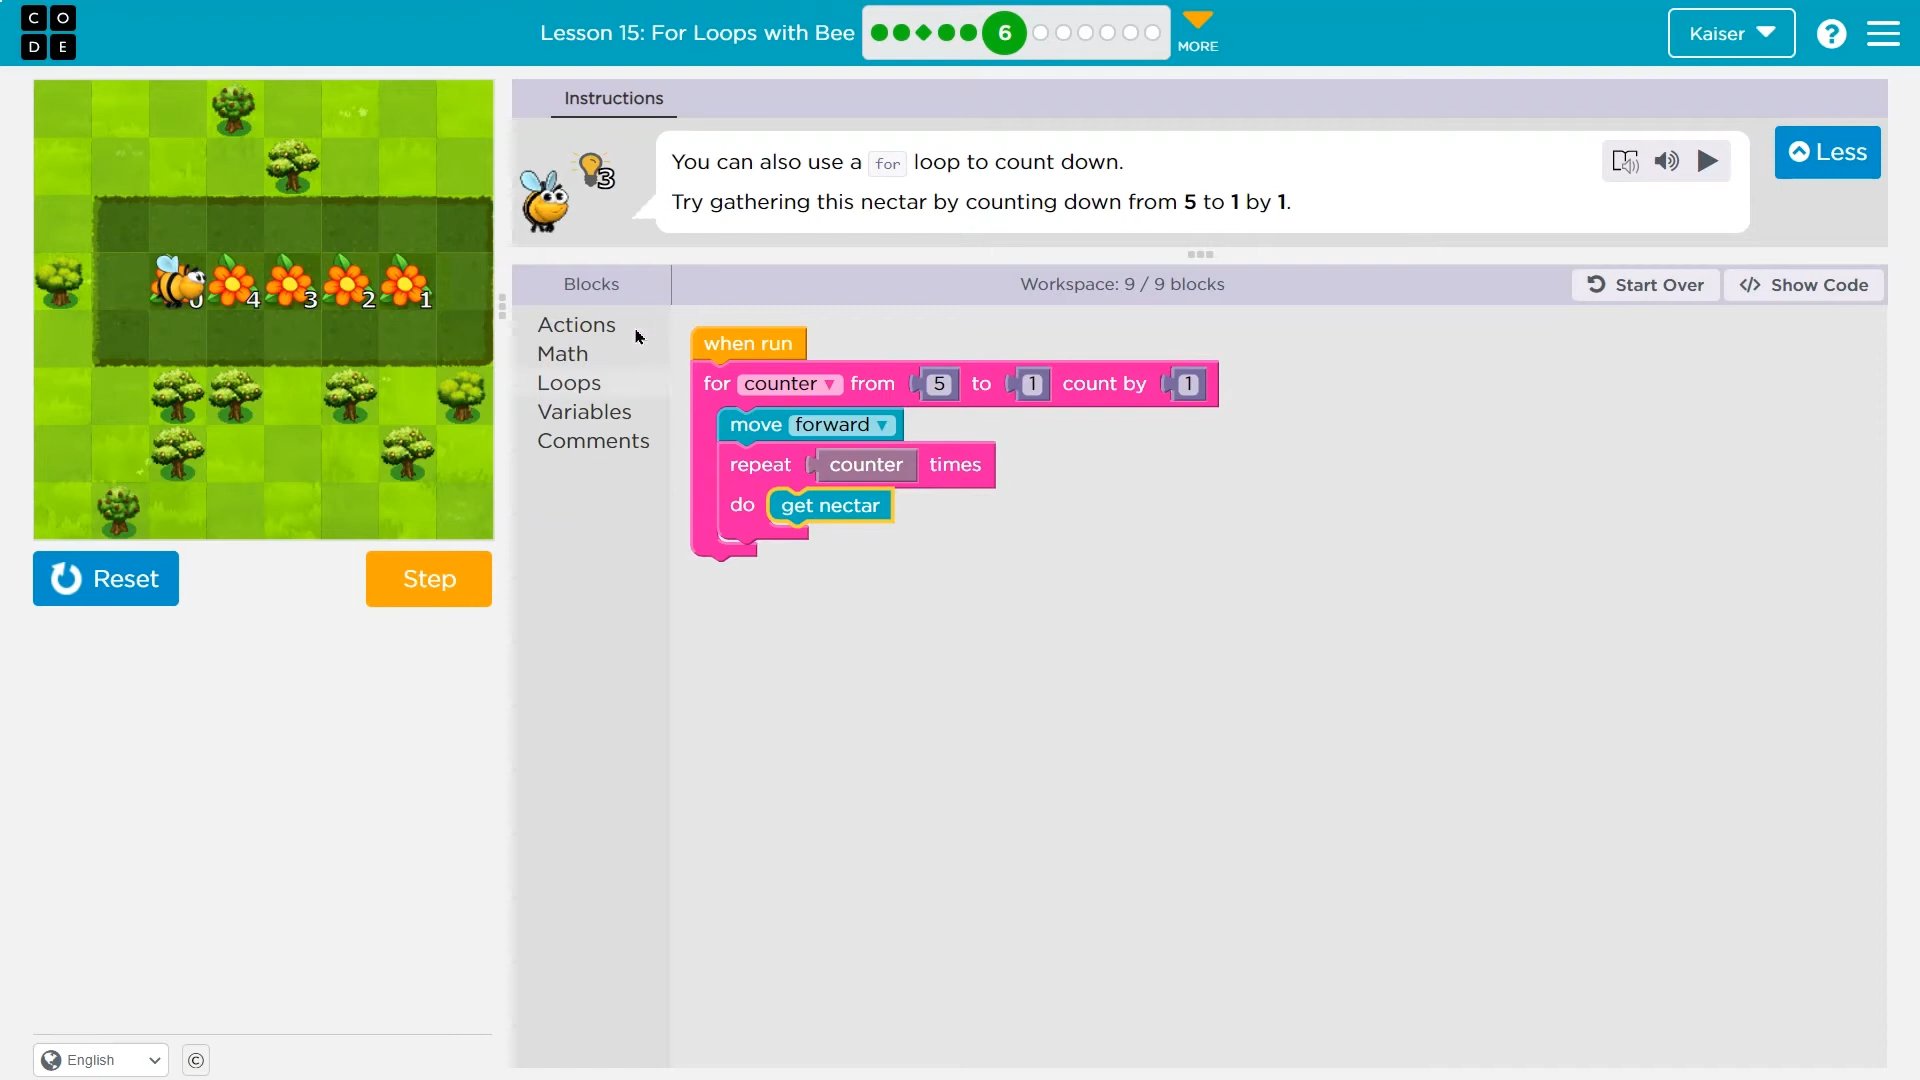 C O
D E
Lesson 15: For Loops with Bee
6
MORE
Kaiser
?
Instructions
3
You can also use a for loop to count down.
Try gathering this nectar by counting down from 5 to 1 by 1.
Less
Blocks
Workspace: 9 / 9 blocks
Start Over
</> Show Code
Actions
Math
Loops
Variables
Comments
when run
for counter from 5 to 1 count by 1
move forward
repeat counter times
do get nectar
0 4 3 2 1
Reset
Step
English
©